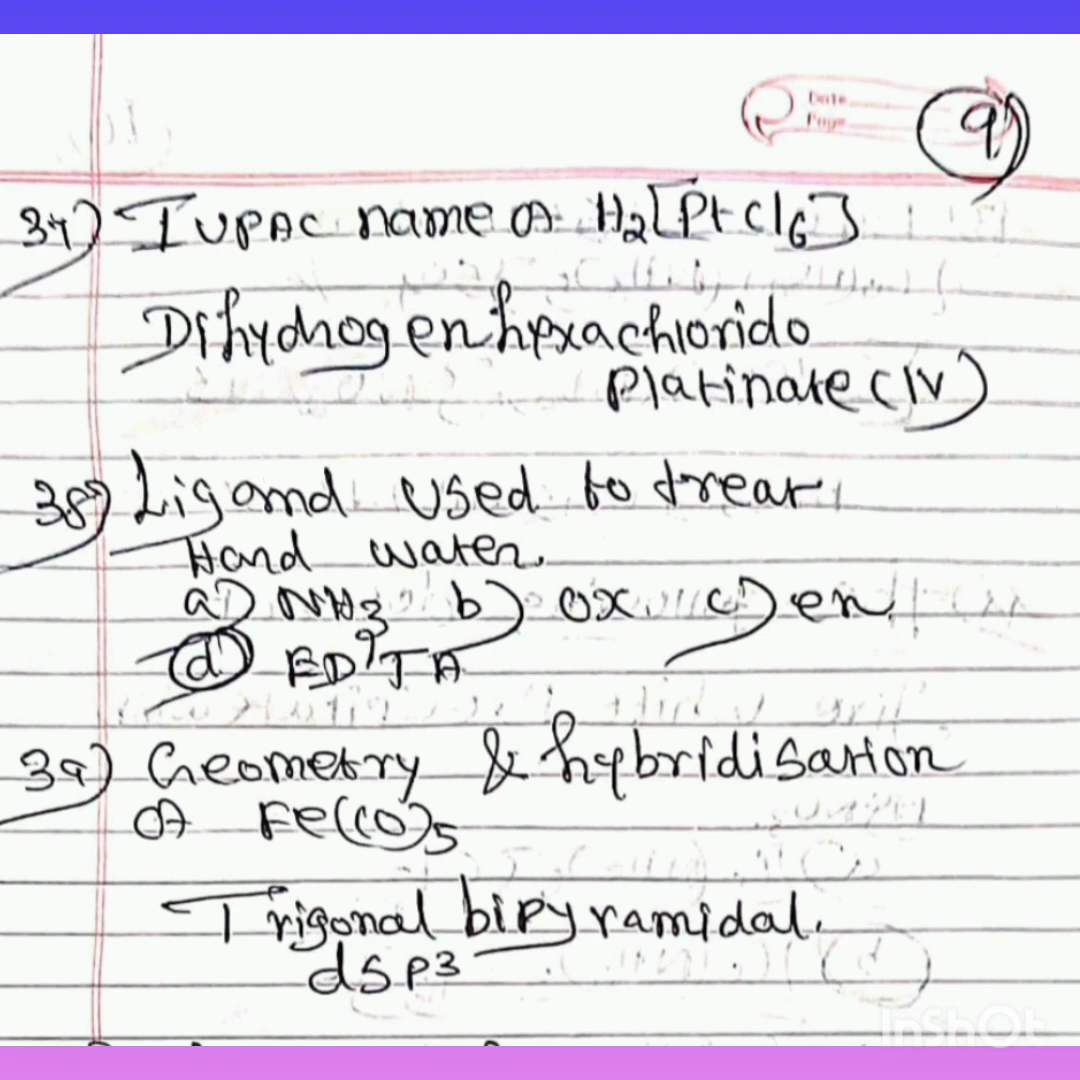 Date
Page
9
37) IUPAC name of H2[PtCl6]
Dihydrogen hexachlorido
Platinate (IV)
38) Ligand used to treat
Hard water.
a) NH3 b) ox c) en
d) EDTA
39) Geometry & hybridisation
of Fe(CO)5
Trigonal bipyramidal.
dsp3
InShOt